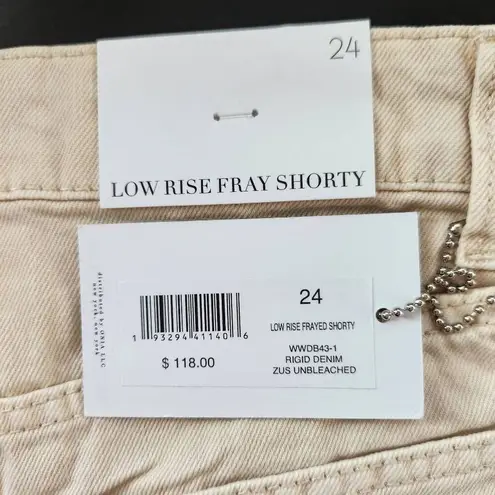 24
LOW RISE FRAY SHORTY
distributed by ONIA LLC
new york, new york
24
LOW RISE FRAYED SHORTY
1 93294 41140 6
WWDB43-1
$ 118.00
RIGID DENIM
ZUS UNBLEACHED